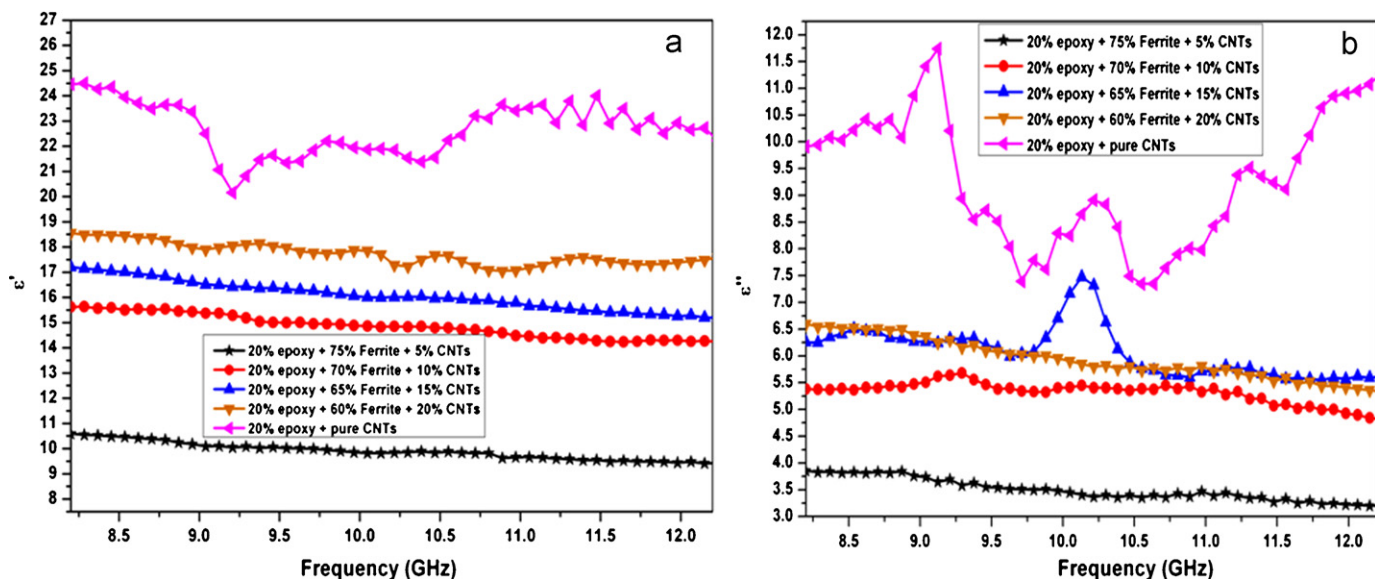 a
27
26
25
24
23
22
21
20
19
18
17
16
15
14
13
12
11
10
9
8
ε'
20% epoxy + 75% Ferrite + 5% CNTs
20% epoxy + 70% Ferrite + 10% CNTs
20% epoxy + 65% Ferrite + 15% CNTs
20% epoxy + 60% Ferrite + 20% CNTs
20% epoxy + pure CNTs
8.5 9.0 9.5 10.0 10.5 11.0 11.5 12.0
Frequency (GHz)
b
12.0
11.5
11.0
10.5
10.0
9.5
9.0
8.5
8.0
7.5
7.0
6.5
6.0
5.5
5.0
4.5
4.0
3.5
3.0
ε''
20% epoxy + 75% Ferrite + 5% CNTs
20% epoxy + 70% Ferrite + 10% CNTs
20% epoxy + 65% Ferrite + 15% CNTs
20% epoxy + 60% Ferrite + 20% CNTs
20% epoxy + pure CNTs
8.5 9.0 9.5 10.0 10.5 11.0 11.5 12.0
Frequency (GHz)